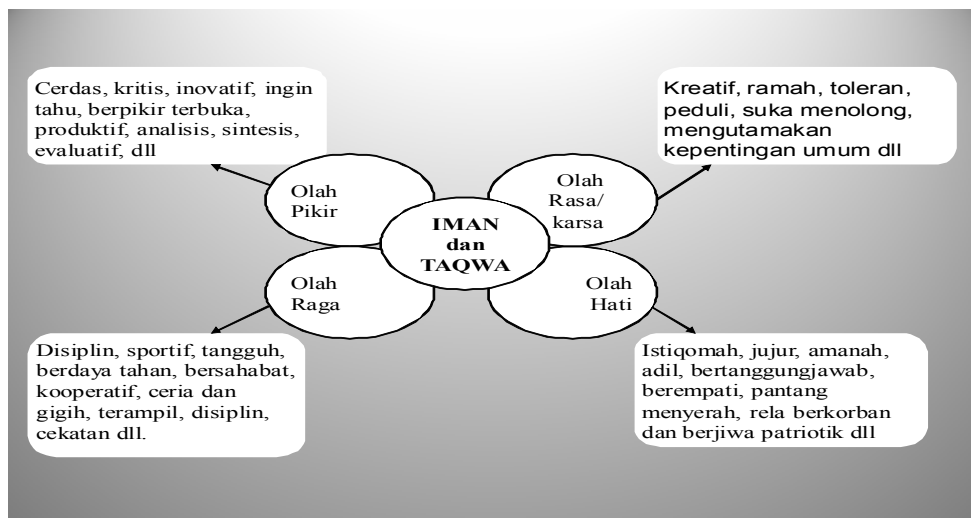 Cerdas, kritis, inovatif, ingin
tahu, berpikir terbuka,
produktif, analisis, sintesis,
evaluatif, dll
Kreatif, ramah, toleran,
peduli, suka menolong,
mengutamakan
kepentingan umum dll
Olah
Pikir
Olah
Rasa/
karsa
IMAN
dan
TAQWA
Olah
Raga
Olah
Hati
Disiplin, sportif, tangguh,
berdaya tahan, bersahabat,
kooperatif, ceria dan
gigih, terampil, disiplin,
cekatan dll.
Istiqomah, jujur, amanah,
adil, bertanggungjawab,
berempati, pantang
menyerah, rela berkorban
dan berjiwa patriotik dll